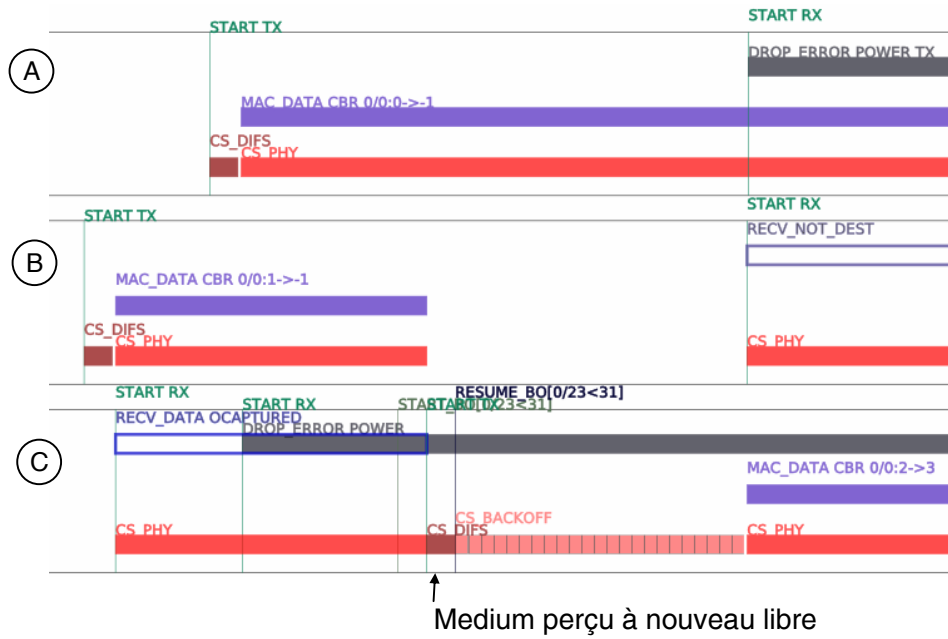 START RX
START TX
A
DROP_ERROR POWER TX
MAC_DATA CBR 0/0:0->-1
CS_DIFS
CS_PHY
START RX
START TX
RECV_NOT_DEST
B
MAC_DATA CBR 0/0:1->-1
CS_DIFS
CS_PHY
CS_PHY
START RX
RESUME_BO[0/23<31]
START RX
RECV_DATA 0CAPTURED
DROP_ERROR POWER
C
MAC_DATA CBR 0/0:2->3
CS_BACKOFF
CS_PHY
CS_DIFS
CS_PHY
Medium perçu à nouveau libre